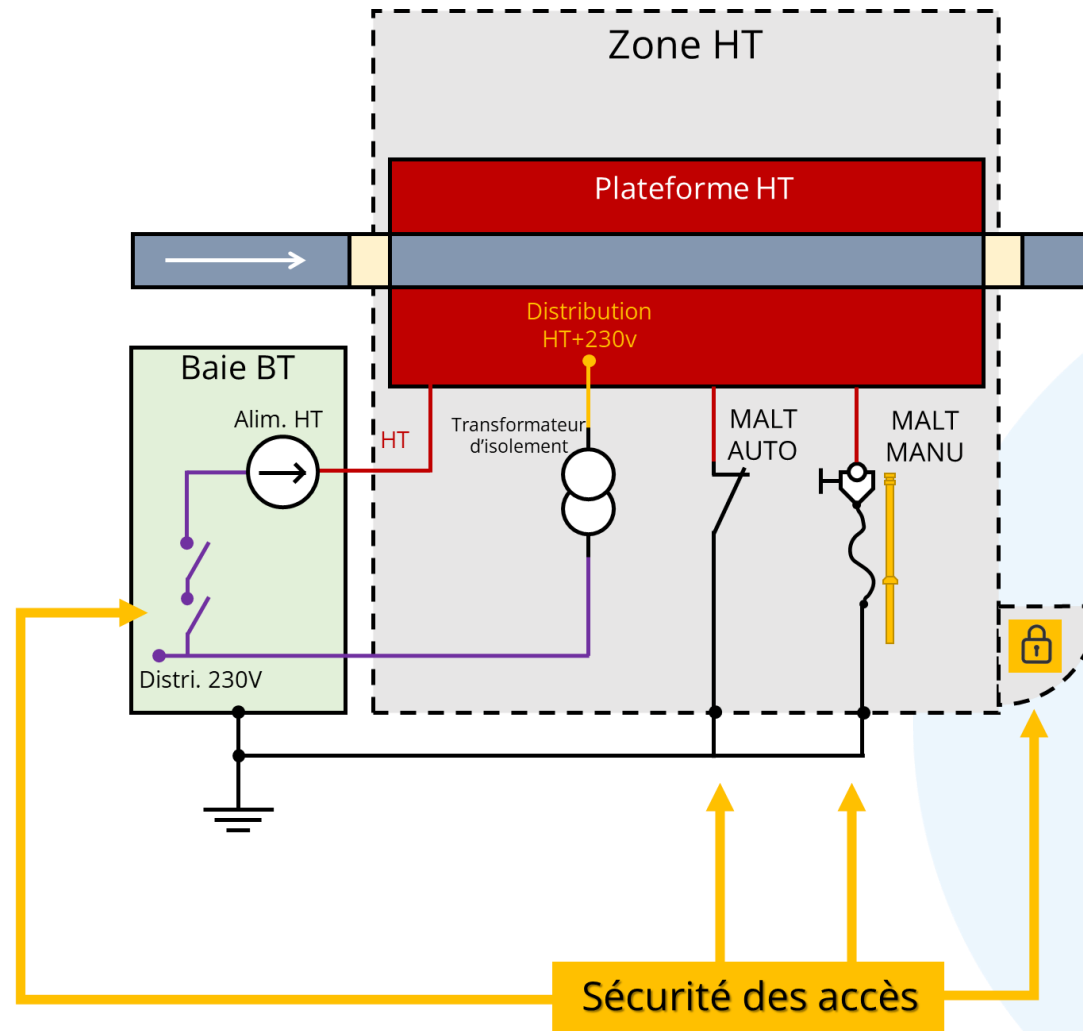 Zone HT
Plateforme HT
Distribution
HT+230v
Baie BT
Alim. HT
HT
Transformateur
d’isolement
MALT
AUTO
MALT
MANU
Distri. 230V
Sécurité des accès